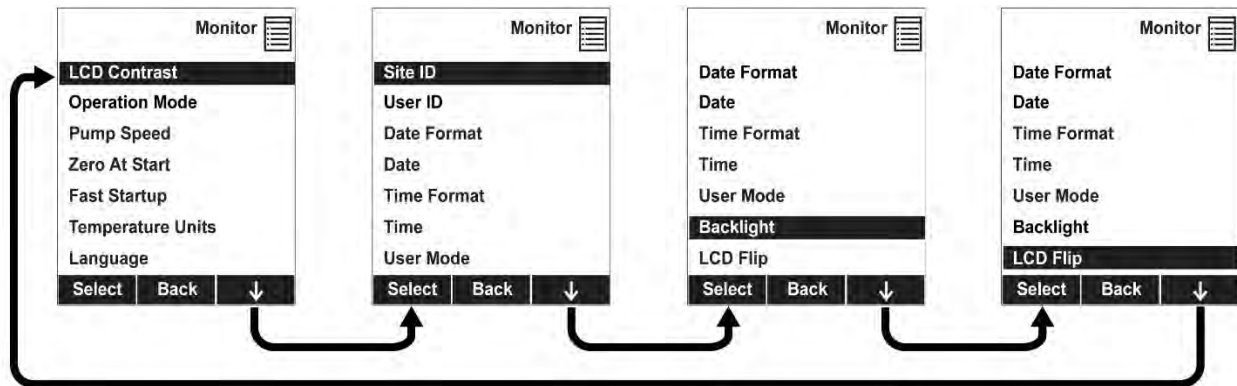 Monitor
LCD Contrast
Operation Mode
Pump Speed
Zero At Start
Fast Startup
Temperature Units
Language
Select Back ↓
Monitor
Site ID
User ID
Date Format
Date
Time Format
Time
User Mode
Select Back ↓
Monitor
Date Format
Date
Time Format
Time
User Mode
Backlight
LCD Flip
Select Back ↓
Monitor
Date Format
Date
Time Format
Time
User Mode
Backlight
LCD Flip
Select Back ↓